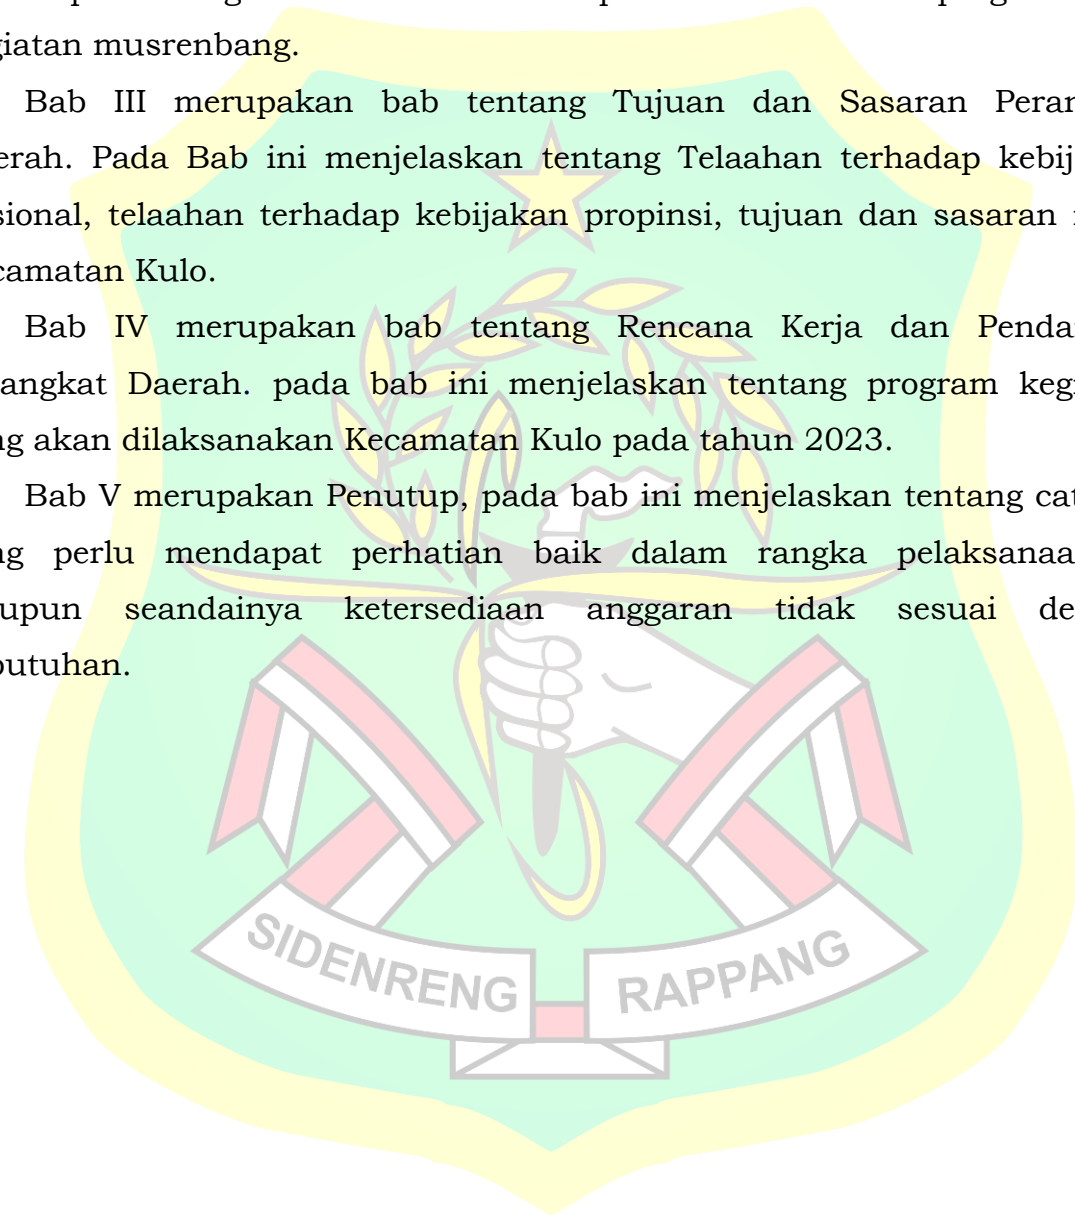 giatan musrenbang.
Bab III merupakan bab tentang Tujuan dan Sasaran Peran
erah. Pada Bab ini menjelaskan tentang Telaahan terhadap kebij
sional, telaahan terhadap kebijakan propinsi, tujuan dan sasaran
camatan Kulo.
Bab IV merupakan bab tentang Rencana Kerja dan Penda
angkat Daerah. pada bab ini menjelaskan tentang program kegi
ng akan dilaksanakan Kecamatan Kulo pada tahun 2023.
Bab V merupakan Penutup, pada bab ini menjelaskan tentang cat
ng perlu mendapat perhatian baik dalam rangka pelaksanaa
upun seandainya ketersediaan anggaran tidak sesuai de
butuhan.
SIDENRENG RAPPANG